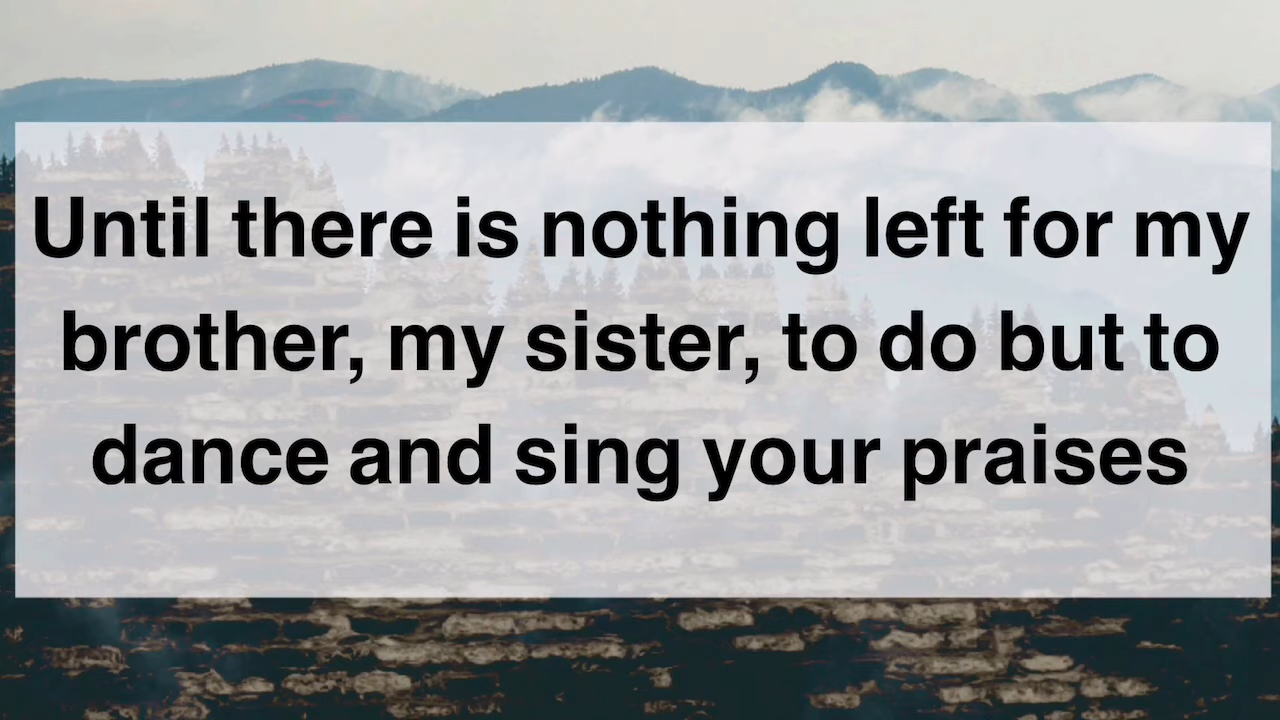 Until there is nothing left for my
brother, my sister, to do but to
dance and sing your praises